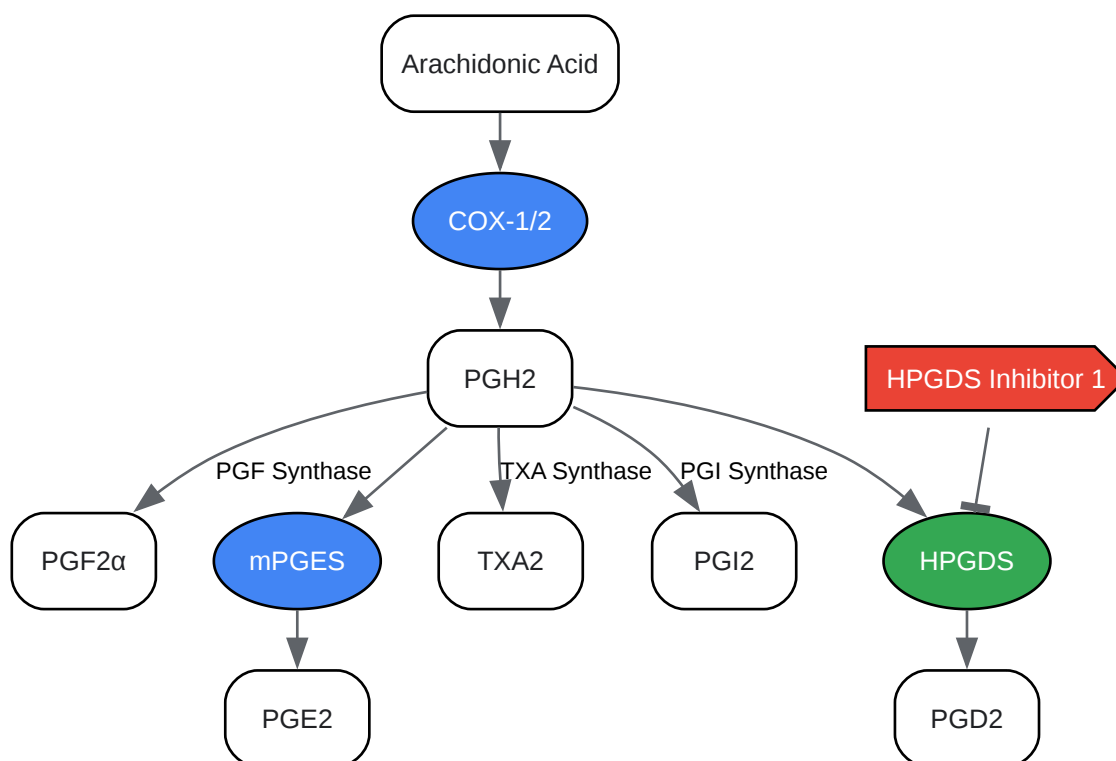 Arachidonic Acid
COX-1/2
PGH2
HPGDS Inhibitor 1
PGF Synthase
TXA Synthase
PGI Synthase
PGF2α
mPGES
TXA2
PGI2
HPGDS
PGE2
PGD2